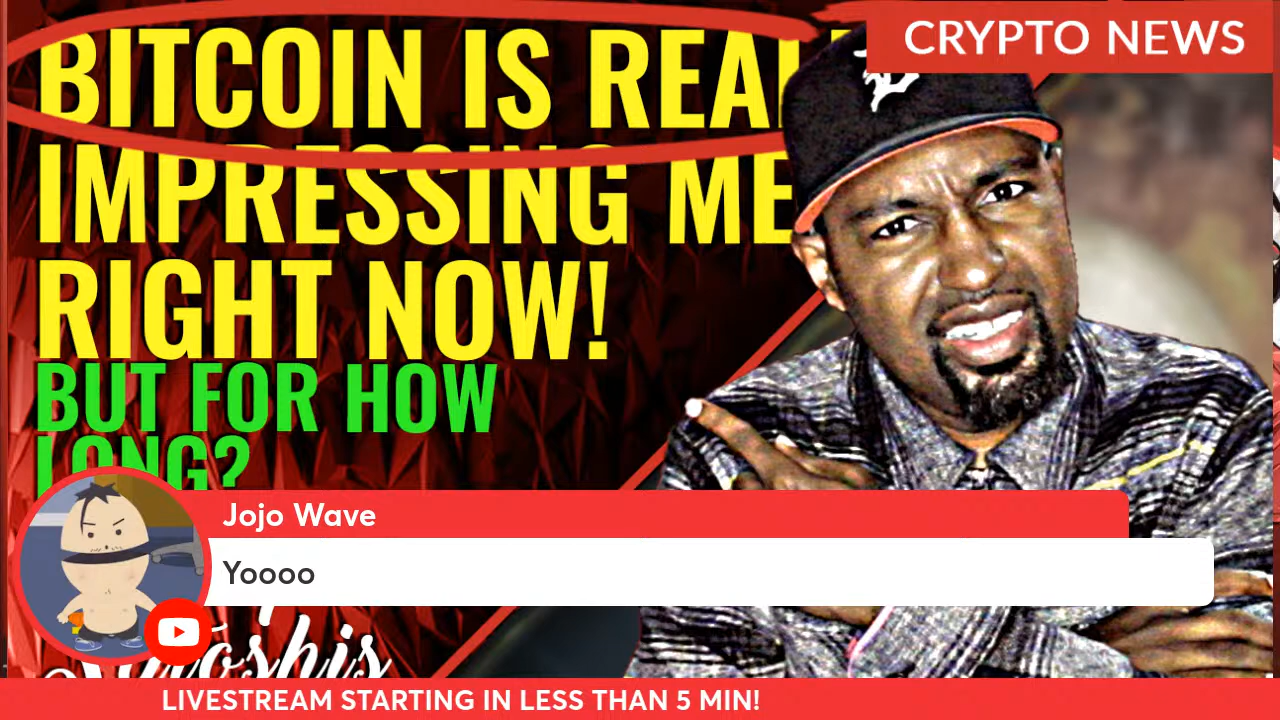 CRYPTO NEWS
BITCOIN IS
IMPRESSING ME
RIGHT NOW!
BUT FOR HOW
LONG?
Jojo Wave
Yoooo
LIVESTREAM STARTING IN LESS THAN 5 MIN!